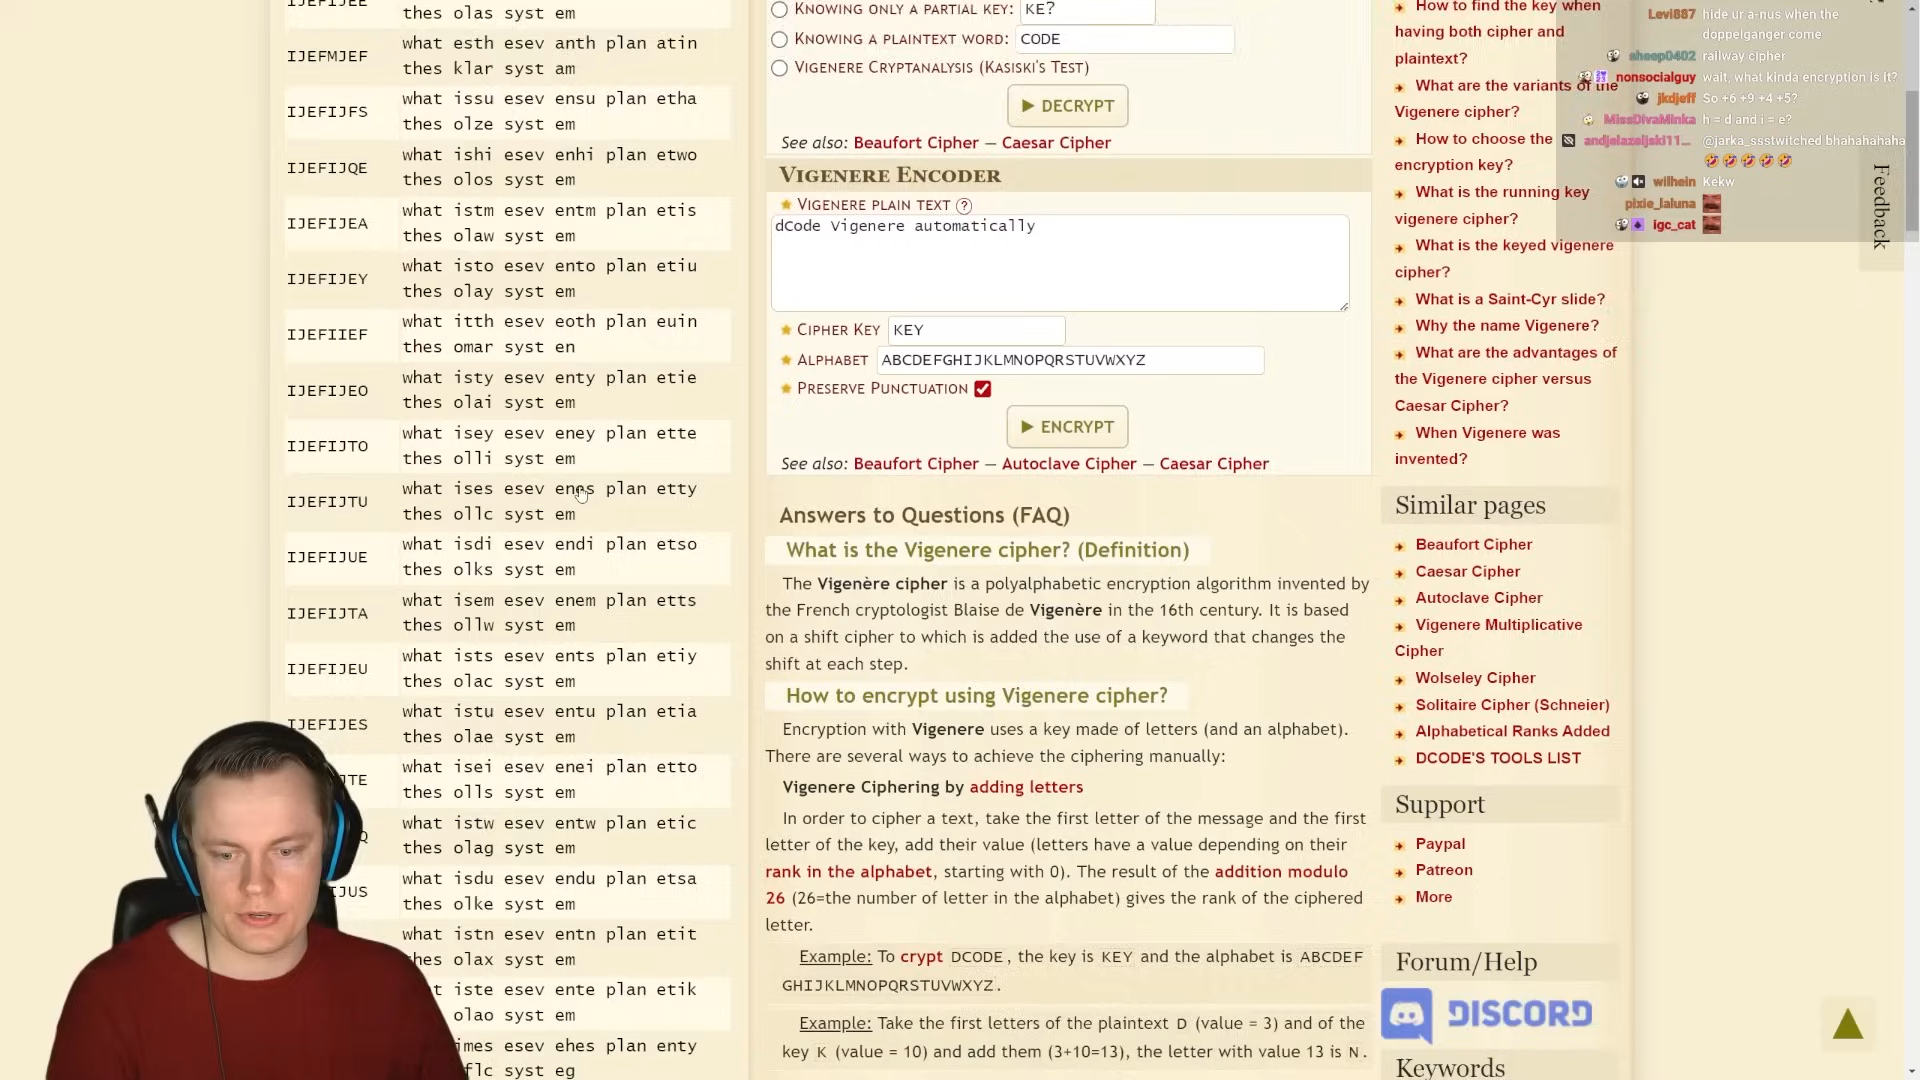 IJEFIJEE
thes olas syst em
IJEFMJEF
what esth esev anth plan atin
thes klar syst am
IJEFIJFS
what issu esev ensu plan etha
thes olze syst em
IJEFIJQE
what ishi esev enhi plan etwo
thes olos syst em
IJEFIJEA
what istm esev entm plan etis
thes olaw syst em
IJEFIJEY
what isto esev ento plan etiu
thes olay syst em
IJEFIIEF
what itth esev eoth plan euin
thes omar syst en
IJEFIJEO
what isty esev enty plan etie
thes olai syst em
IJEFIJTO
what isey esev eney plan ette
thes olli syst em
IJEFIJTU
what ises esev enes plan etty
thes ollc syst em
IJEFIJUE
what isdi esev endi plan etso
thes olks syst em
IJEFIJTA
what isem esev enem plan etts
thes ollw syst em
IJEFIJEU
what ists esev ents plan etiy
thes olac syst em
IJEFIJES
what istu esev entu plan etia
thes olae syst em
JTE
what isei esev enei plan etto
thes olls syst em
Q
what istw esev entw plan etic
thes olag syst em
JUS
what isdu esev endu plan etsa
thes olke syst em
what istn esev entn plan etit
hes olax syst em
t iste esev ente plan etik
olao syst em
imes esev ehes plan enty
flc syst eg
Knowing only a partial key: KE?
Knowing a plaintext word: CODE
Vigenere Cryptanalysis (Kasiski's Test)
► DECRYPT
See also: Beaufort Cipher — Caesar Cipher
Vigenere Encoder
Vigenere plain text ?
dCode Vigenere automatically
Cipher Key KEY
Alphabet ABCDEFGHIJKLMNOPQRSTUVWXYZ
Preserve Punctuation
► ENCRYPT
See also: Beaufort Cipher — Autoclave Cipher — Caesar Cipher
Answers to Questions (FAQ)
What is the Vigenere cipher? (Definition)
The Vigenère cipher is a polyalphabetic encryption algorithm invented by
the French cryptologist Blaise de Vigenère in the 16th century. It is based
on a shift cipher to which is added the use of a keyword that changes the
shift at each step.
How to encrypt using Vigenere cipher?
Encryption with Vigenere uses a key made of letters (and an alphabet).
There are several ways to achieve the ciphering manually:
Vigenere Ciphering by adding letters
In order to cipher a text, take the first letter of the message and the first
letter of the key, add their value (letters have a value depending on their
rank in the alphabet, starting with 0). The result of the addition modulo
26 (26=the number of letter in the alphabet) gives the rank of the ciphered
letter.
Example: To crypt DCODE, the key is KEY and the alphabet is ABCDEF
GHIJKLMNOPQRSTUVWXYZ.
Example: Take the first letters of the plaintext D (value = 3) and of the
key K (value = 10) and add them (3+10=13), the letter with value 13 is N.
How to find the key when
having both cipher and
plaintext?
What are the variants of the
Vigenere cipher?
How to choose the
encryption key?
What is the running key
vigenere cipher?
What is the keyed vigenere
cipher?
What is a Saint-Cyr slide?
Why the name Vigenere?
What are the advantages of
the Vigenere cipher versus
Caesar Cipher?
When Vigenere was
invented?
Similar pages
Beaufort Cipher
Caesar Cipher
Autoclave Cipher
Vigenere Multiplicative
Cipher
Wolseley Cipher
Solitaire Cipher (Schneier)
Alphabetical Ranks Added
DCODE'S TOOLS LIST
Support
Paypal
Patreon
More
Forum/Help
DISCORD
Keywords
Levi887 hide ur a-nus when the
doppelganger come
sheep0402 railway cipher
nonsocialguy wait, what kinda encryption is it?
jkdjeff So +6 +9 +4 +5?
MissDivaMinka h = d and i = e?
andjelazeljski11... @jarka_ssstwitched bhahahahaha
wilhein Kekw
pixie_laluna
igc_cat
Feedback